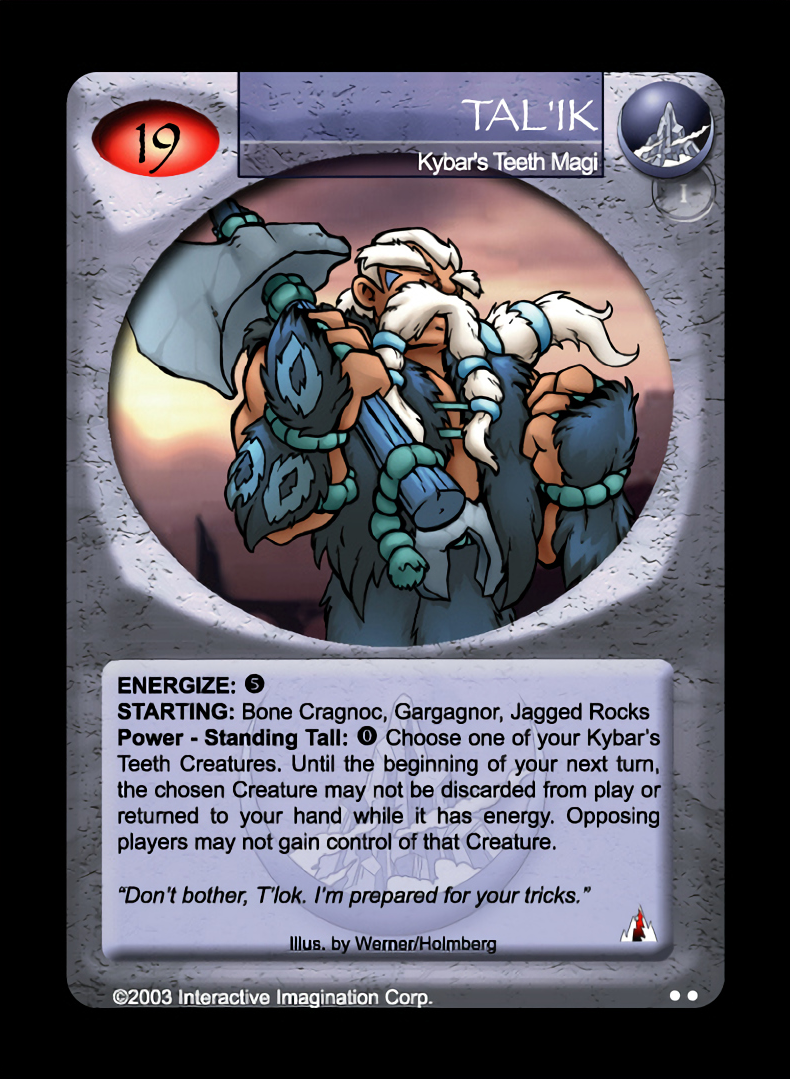 19
TAL'IK
Kybar's Teeth Magi
I
ENERGIZE: 5
STARTING: Bone Cragnoc, Gargagnor, Jagged Rocks
Power - Standing Tall: 0 Choose one of your Kybar's
Teeth Creatures. Until the beginning of your next turn,
the chosen Creature may not be discarded from play or
returned to your hand while it has energy. Opposing
players may not gain control of that Creature.
“Don't bother, T'lok. I'm prepared for your tricks.”
Illus. by Werner/Holmberg
©2003 Interactive Imagination Corp.